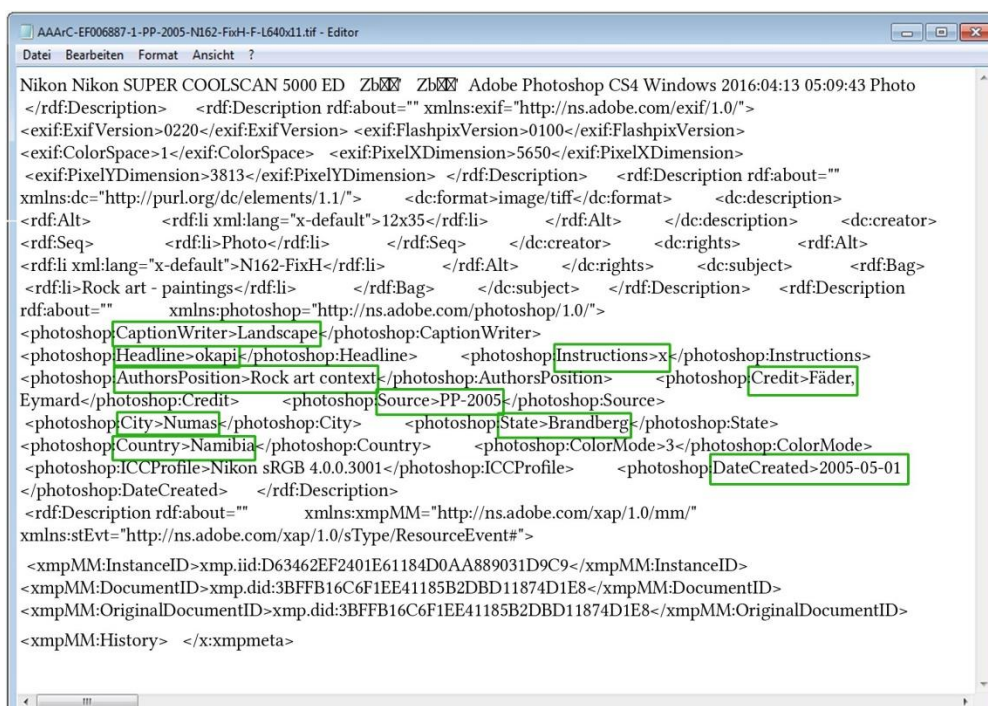 AAArC-EF006887-1-PP-2005-N162-FixH-F-L640x11.tif - Editor
Datei Bearbeiten Format Ansicht ?
Nikon Nikon SUPER COOLSCAN 5000 ED Zb Zb Adobe Photoshop CS4 Windows 2016:04:13 05:09:43 Photo
</rdf:Description> <rdf:Description rdf:about="" xmlns:exif="http://ns.adobe.com/exif/1.0/">
<exif:ExifVersion>0220</exif:ExifVersion> <exif:FlashpixVersion>0100</exif:FlashpixVersion>
<exif:ColorSpace>1</exif:ColorSpace> <exif:PixelXDimension>5650</exif:PixelXDimension>
<exif:PixelYDimension>3813</exif:PixelYDimension> </rdf:Description> <rdf:Description rdf:about=""
xmlns:dc="http://purl.org/dc/elements/1.1/"> <dc:format>image/tiff</dc:format> <dc:description>
<rdf:Alt> <rdf:li xml:lang="x-default">12x35</rdf:li> </rdf:Alt> </dc:description> <dc:creator>
<rdf:Seq> <rdf:li>Photo</rdf:li> </rdf:Seq> </dc:creator> <dc:rights> <rdf:Alt>
<rdf:li xml:lang="x-default">N162-FixH</rdf:li> </rdf:Alt> </dc:rights> <dc:subject> <rdf:Bag>
<rdf:li>Rock art - paintings</rdf:li> </rdf:Bag> </dc:subject> </rdf:Description> <rdf:Description
rdf:about="" xmlns:photoshop="http://ns.adobe.com/photoshop/1.0/">
<photoshop:CaptionWriter>Landscape</photoshop:CaptionWriter>
<photoshop:Headline>okapi</photoshop:Headline> <photoshop:Instructions>x</photoshop:Instructions>
<photoshop:AuthorsPosition>Rock art context</photoshop:AuthorsPosition> <photoshop:Credit>Fäder,
Eymard</photoshop:Credit> <photoshop:Source>PP-2005</photoshop:Source>
<photoshop:City>Numas</photoshop:City> <photoshop:State>Brandberg</photoshop:State>
<photoshop:Country>Namibia</photoshop:Country> <photoshop:ColorMode>3</photoshop:ColorMode>
<photoshop:ICCProfile>Nikon sRGB 4.0.0.3001</photoshop:ICCProfile> <photoshop:DateCreated>2005-05-01
</photoshop:DateCreated> </rdf:Description>
<rdf:Description rdf:about="" xmlns:xmpMM="http://ns.adobe.com/xap/1.0/mm/"
xmlns:stEvt="http://ns.adobe.com/xap/1.0/sType/ResourceEvent#">
<xmpMM:InstanceID>xmp.iid:D63462EF2401E61184D0AA889031D9C9</xmpMM:InstanceID>
<xmpMM:DocumentID>xmp.did:3BFFB16C6F1EE41185B2DBD11874D1E8</xmpMM:DocumentID>
<xmpMM:OriginalDocumentID>xmp.did:3BFFB16C6F1EE41185B2DBD11874D1E8</xmpMM:OriginalDocumentID>
<xmpMM:History> </x:xmpmeta>